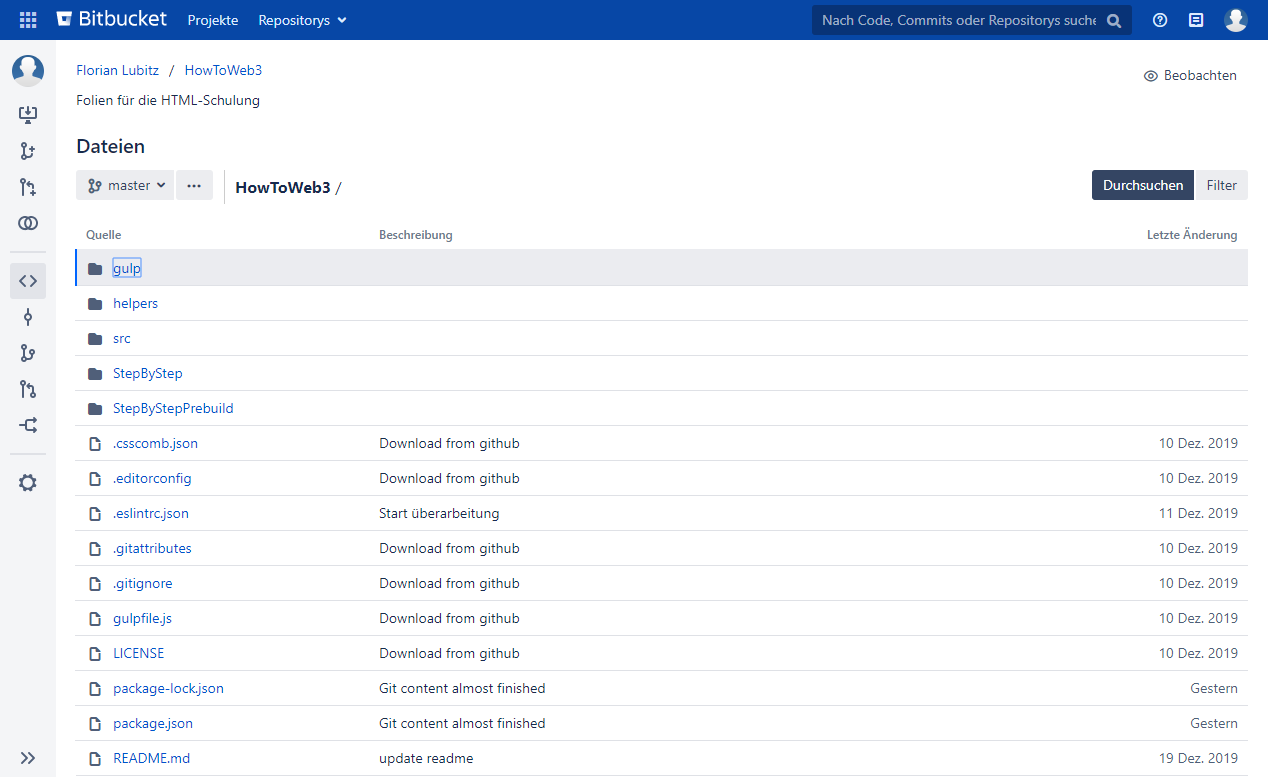 Bitbucket Projekte Repositorys Nach Code, Commits oder Repositorys suche
Florian Lubitz / HowToWeb3 Beobachten
Folien für die HTML-Schulung
Dateien
master HowToWeb3 / Durchsuchen Filter
Quelle Beschreibung Letzte Änderung
gulp
helpers
src
StepByStep
StepByStepPrebuild
.csscomb.json Download from github 10 Dez. 2019
.editorconfig Download from github 10 Dez. 2019
.eslintrc.json Start überarbeitung 11 Dez. 2019
.gitattributes Download from github 10 Dez. 2019
.gitignore Download from github 10 Dez. 2019
gulpfile.js Download from github 10 Dez. 2019
LICENSE Download from github 10 Dez. 2019
package-lock.json Git content almost finished Gestern
package.json Git content almost finished Gestern
README.md update readme 19 Dez. 2019